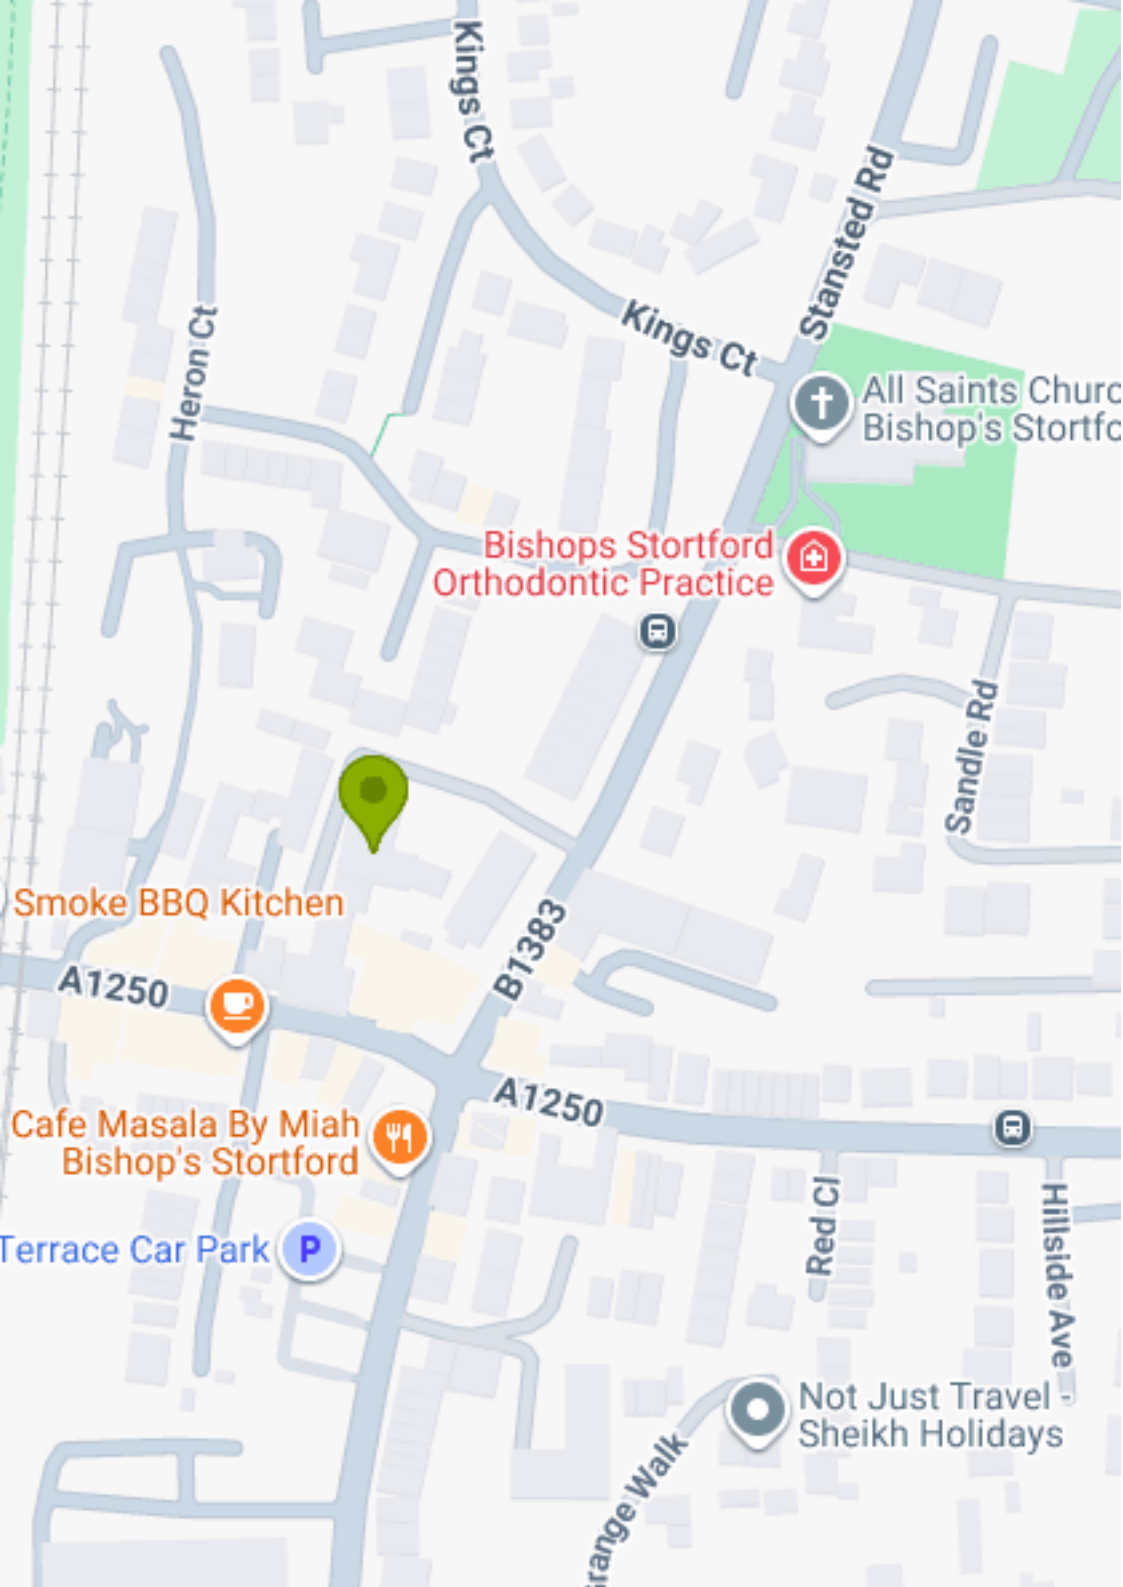 Kings Ct
Stansted Rd
Kings Ct
Heron Ct
All Saints Churc
Bishop's Stortfo
Bishops Stortford
Orthodontic Practice
Sandle Rd
Smoke BBQ Kitchen
B1383
A1250
A1250
Cafe Masala By Miah
Bishop's Stortford
Red Cl
Hillside Ave
Terrace Car Park
P
Not Just Travel -
Sheikh Holidays
Grange Walk